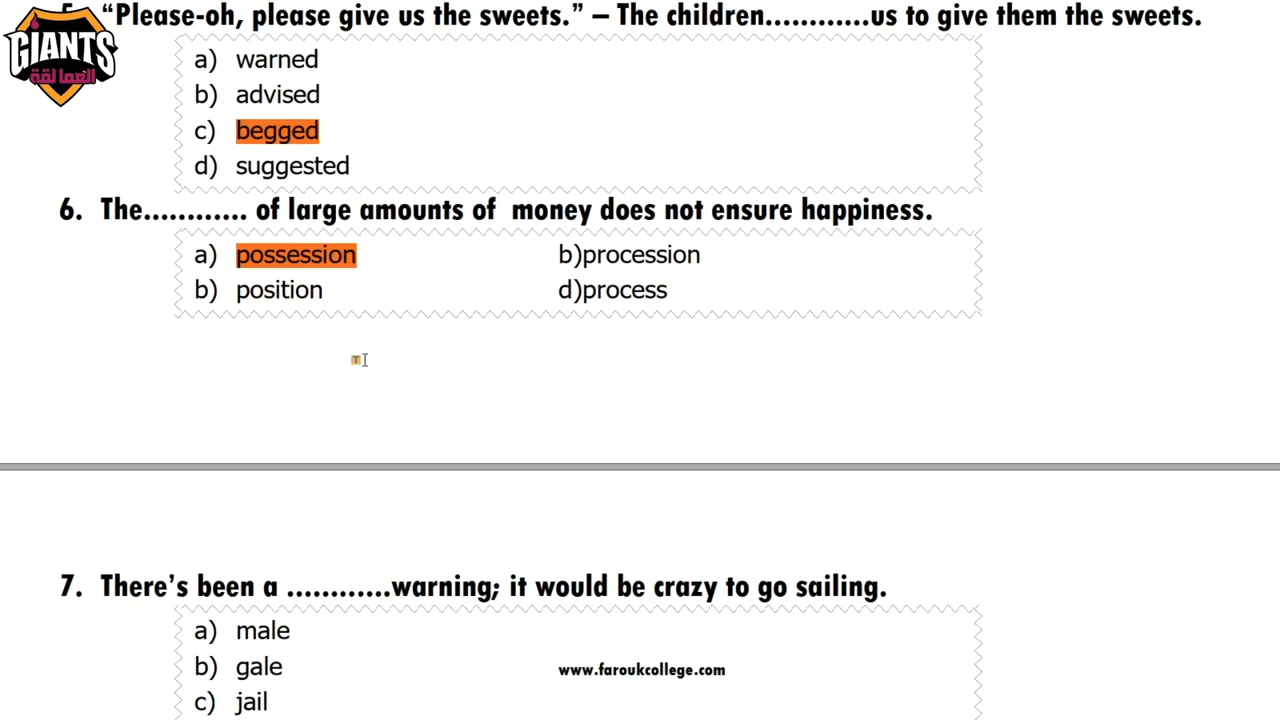 GIANTS
العمالقة
5. “Please-oh, please give us the sweets.” – The children............us to give them the sweets.
a) warned
b) advised
c) begged
d) suggested
6. The............ of large amounts of money does not ensure happiness.
a) possession b)procession
b) position d)process
7. There’s been a ............warning; it would be crazy to go sailing.
a) male
b) gale
www.faroukcollege.com
c) jail